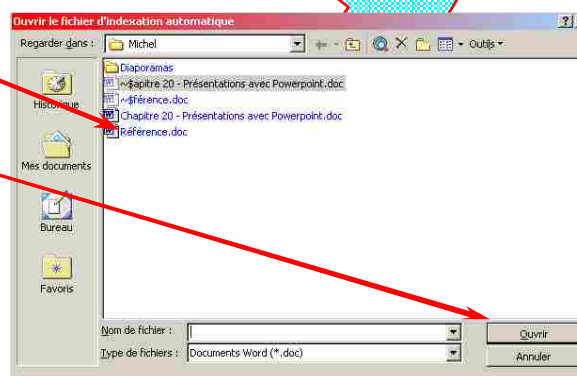 Ouvrir le fichier d'indexation automatique
Regarder dans : Michel Outils
Diaporamas
~$apitre 20 - Présentations avec Powerpoint.doc
~$férence.doc
Chapitre 20 - Présentations avec Powerpoint.doc
Référence.doc
Historique
Mes documents
Bureau
Favoris
Nom de fichier : Ouvrir
Type de fichiers : Documents Word (*.doc) Annuler